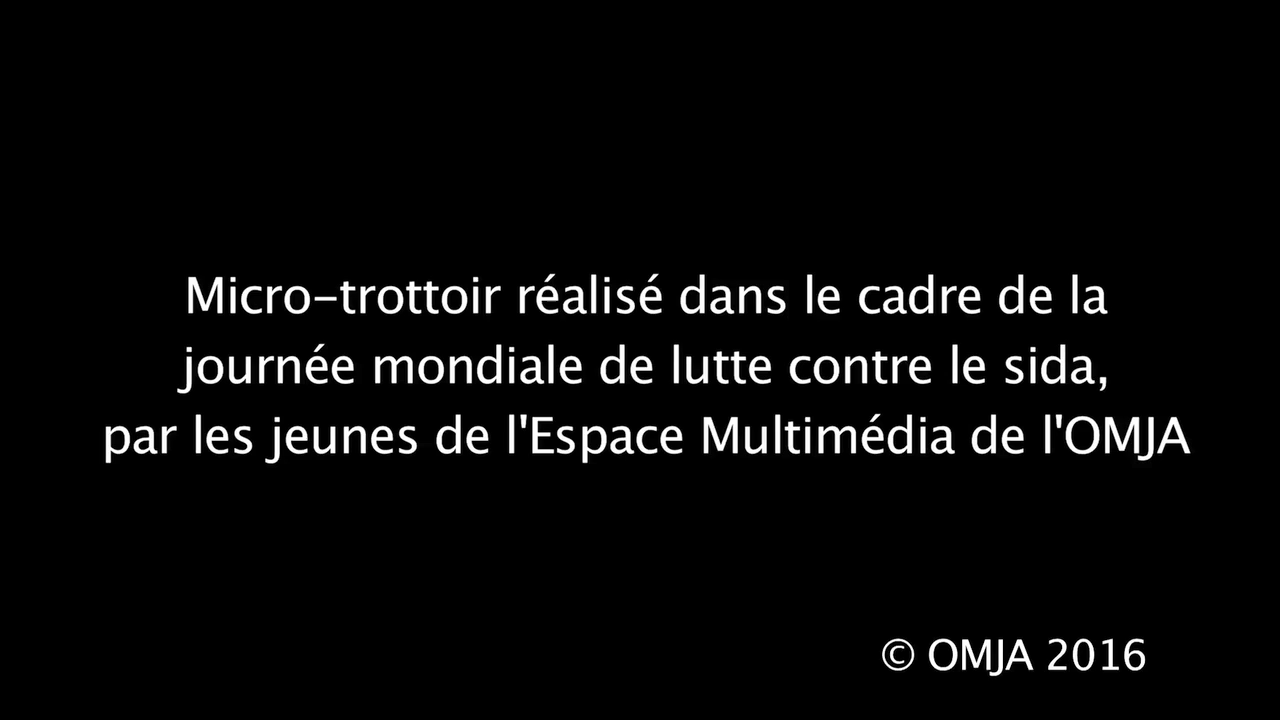 Micro-trottoir réalisé dans le cadre de la
journée mondiale de lutte contre le sida,
par les jeunes de l'Espace Multimédia de l'OMJA
© OMJA 2016